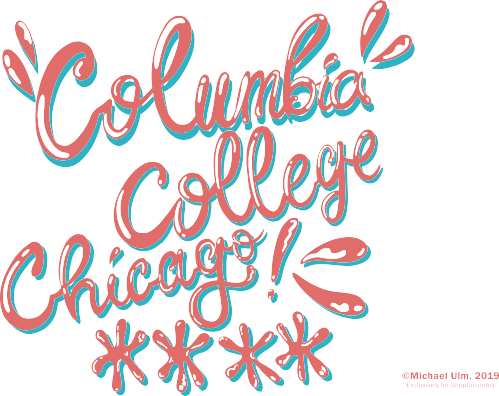 Columbia
College
Chicago!
****
©Michael Ulm, 2019
Exclusively for ShopColumbia